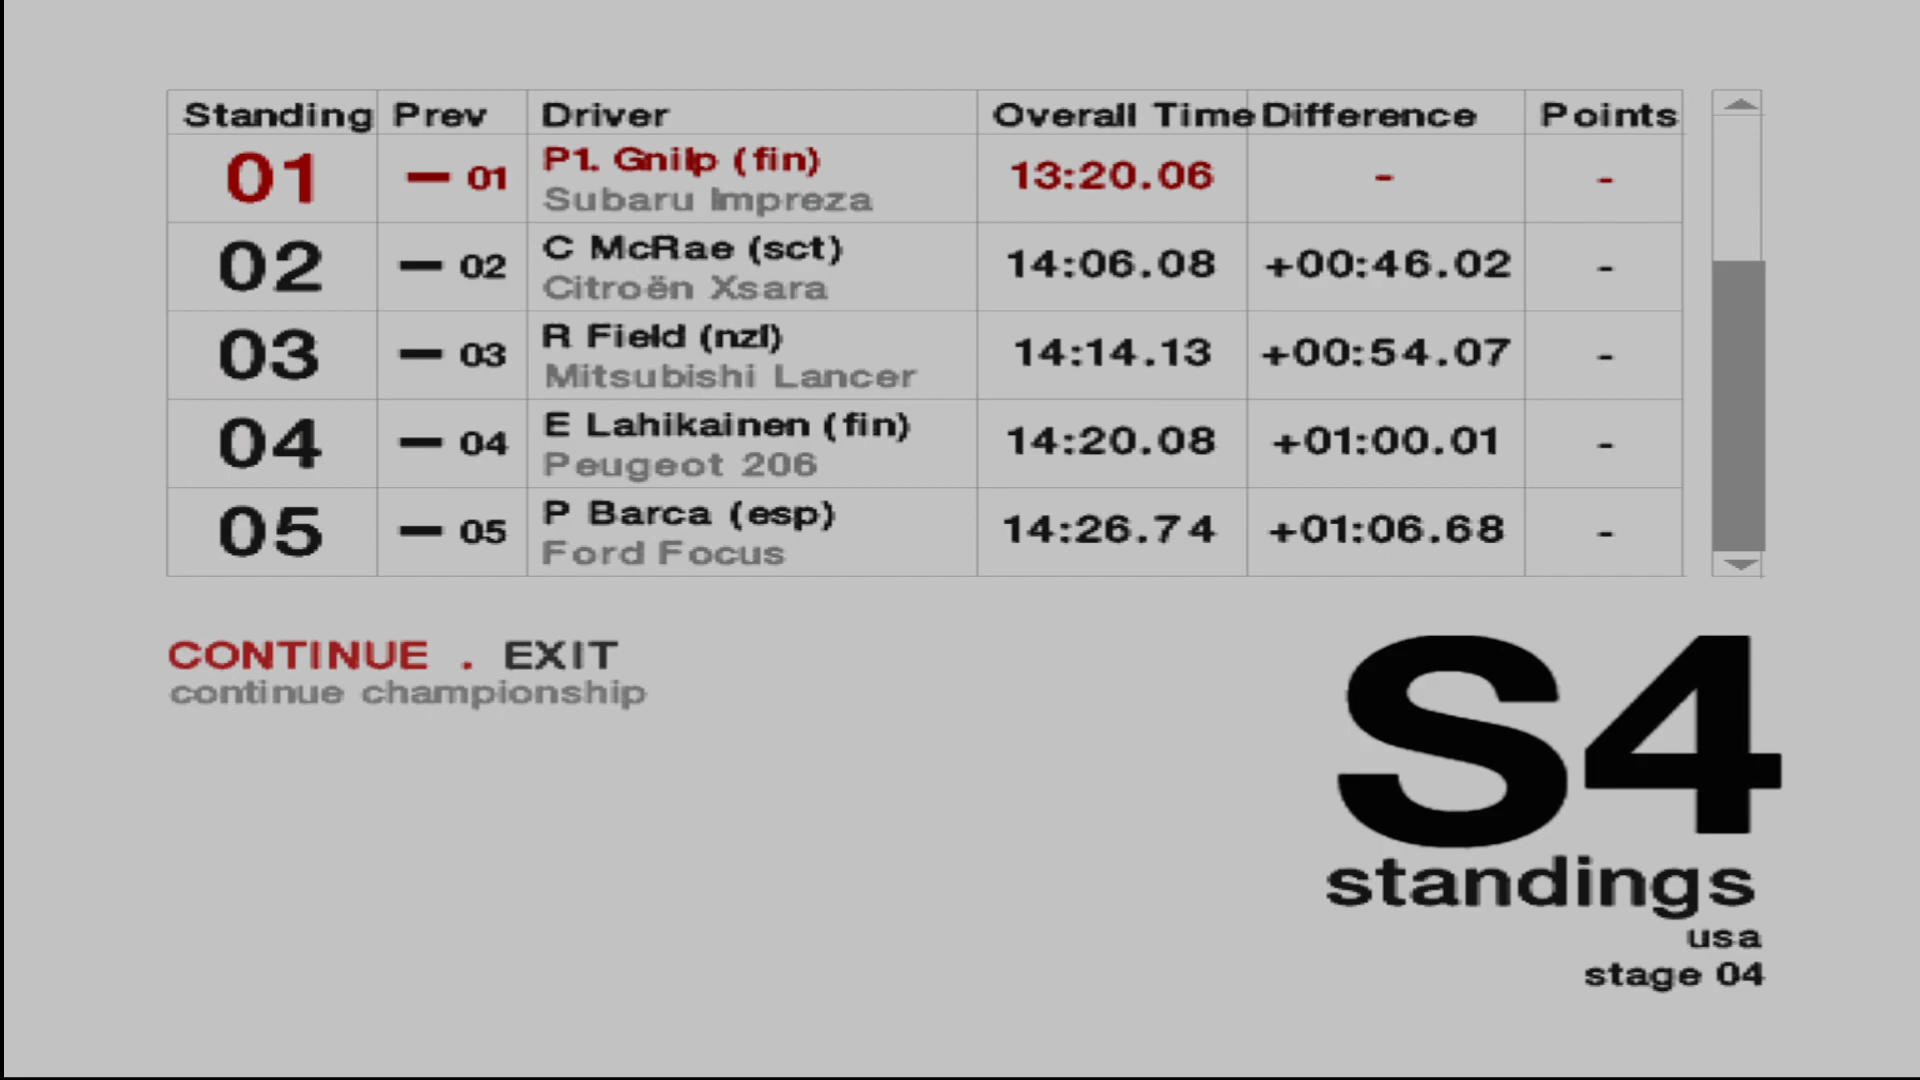 Standing Prev Driver Overall Time Difference Points
01 — 01 P1. Gnilp (fin) 13:20.06 - -
Subaru Impreza
02 — 02 C McRae (sct) 14:06.08 +00:46.02 -
Citroën Xsara
03 — 03 R Field (nzl) 14:14.13 +00:54.07 -
Mitsubishi Lancer
04 — 04 E Lahikainen (fin) 14:20.08 +01:00.01 -
Peugeot 206
05 — 05 P Barca (esp) 14:26.74 +01:06.68 -
Ford Focus
CONTINUE . EXIT
continue championship
S4
standings
usa
stage 04